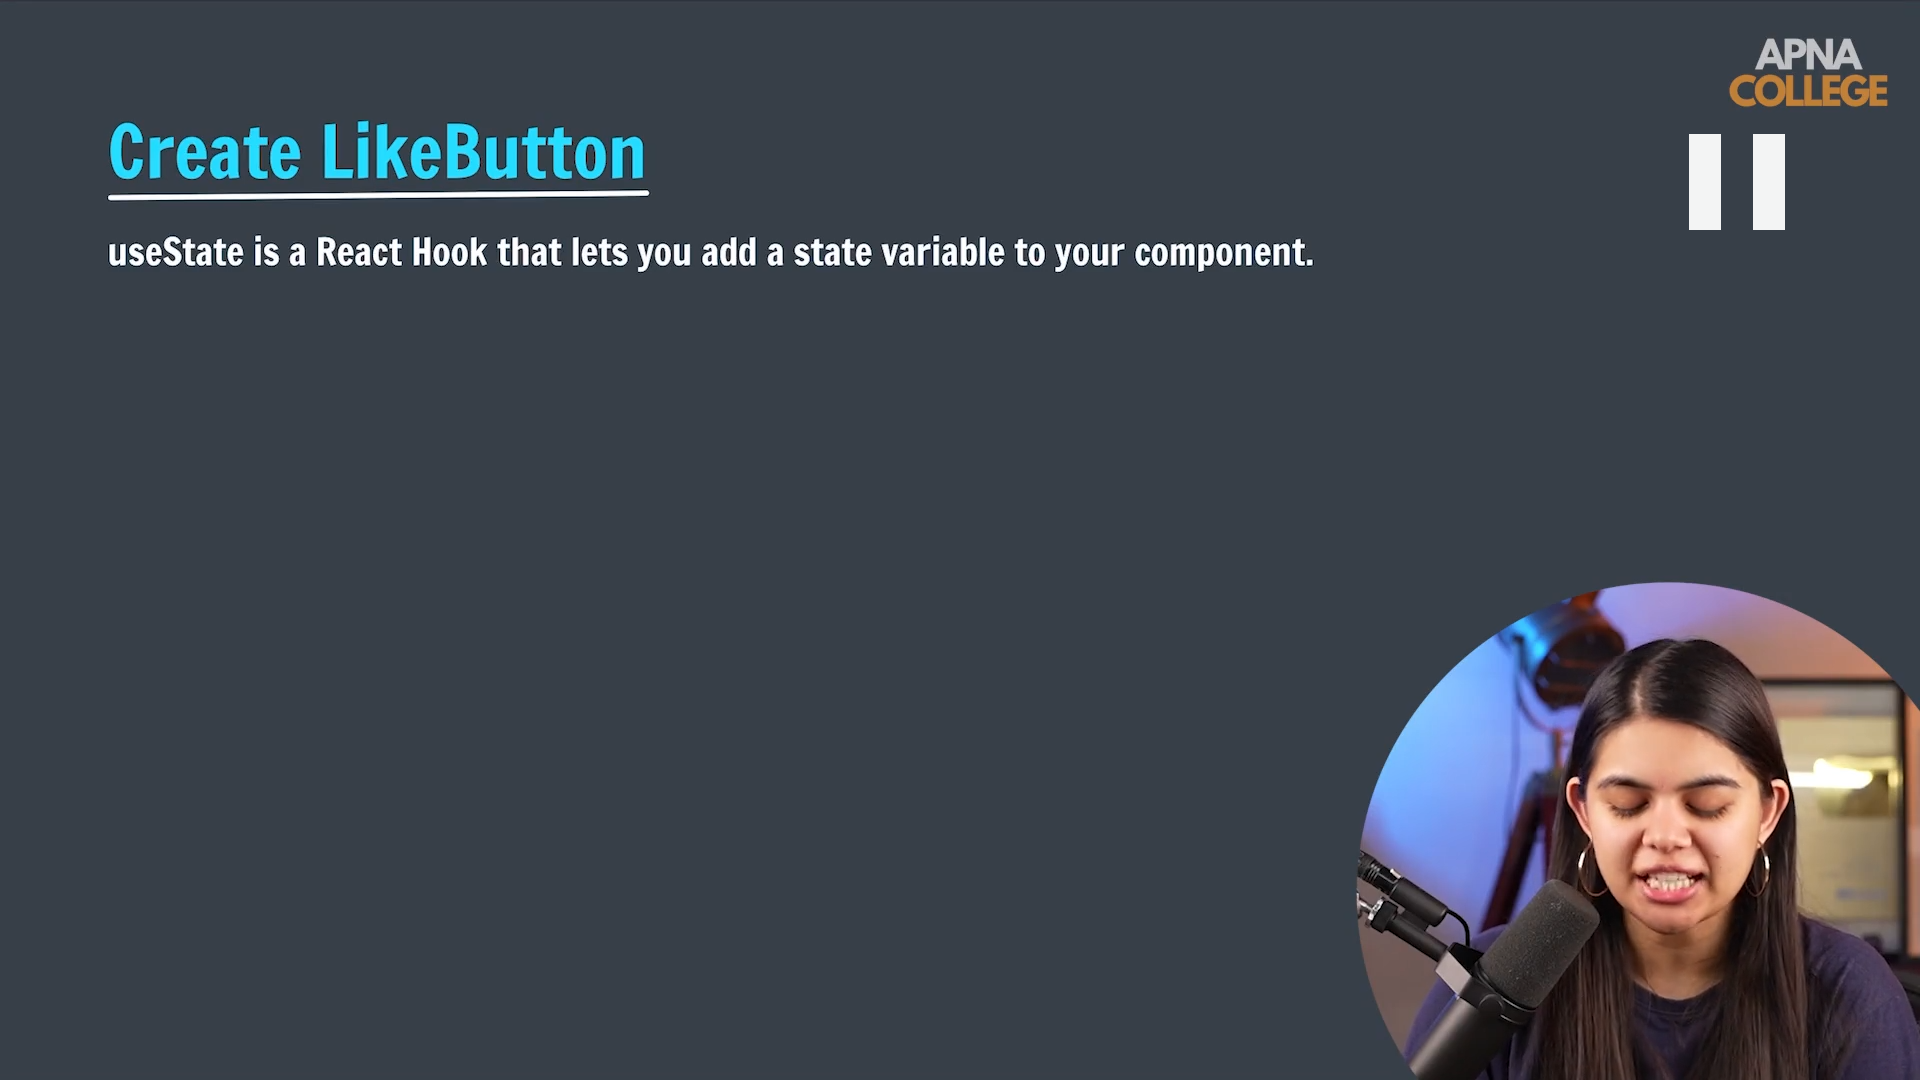 APNA
COLLEGE
Create LikeButton
useState is a React Hook that lets you add a state variable to your component.